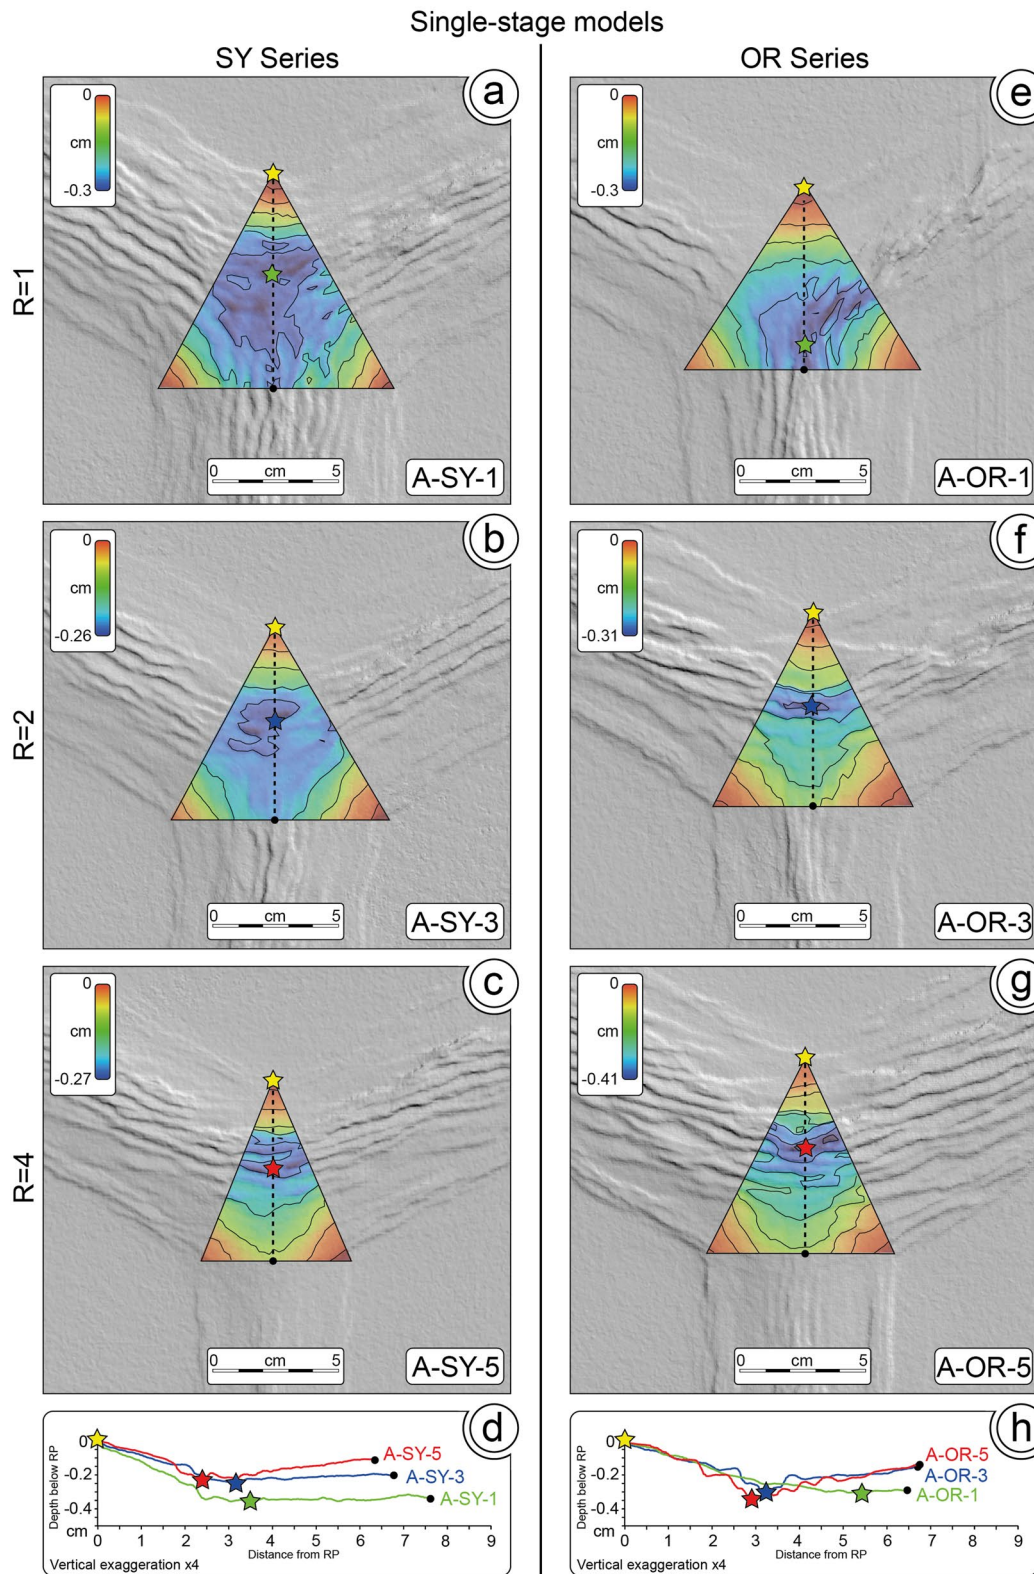 Single-stage models
SY Series
OR Series
R=1
a
0
cm
-0.3
0 cm 5
A-SY-1
e
0
cm
-0.3
0 cm 5
A-OR-1
R=2
b
0
cm
-0.26
0 cm 5
A-SY-3
f
0
cm
-0.31
0 cm 5
A-OR-3
R=4
c
0
cm
-0.27
0 cm 5
A-SY-5
g
0
cm
-0.41
0 cm 5
A-OR-5
d
Depth below RP
0
-0.2
-0.4
cm
A-SY-5
A-SY-3
A-SY-1
0 1 2 3 4 5 6 7 8 9
Distance from RP
Vertical exaggeration x4
h
Depth below RP
0
-0.2
-0.4
cm
A-OR-5
A-OR-3
A-OR-1
0 1 2 3 4 5 6 7 8 9
Distance from RP
Vertical exaggeration x4